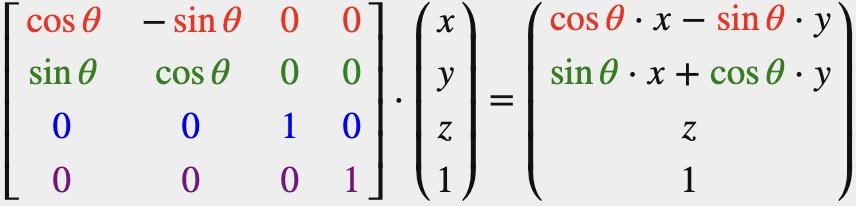 [ cos θ  − sin θ  0  0 ]   ( x )   ( cos θ · x − sin θ · y )
[ sin θ  cos θ  0  0 ]   ( y )   ( sin θ · x + cos θ · y )
[ 0  0  1  0 ] · ( z ) = ( z )
[ 0  0  0  1 ]   ( 1 )   ( 1 )